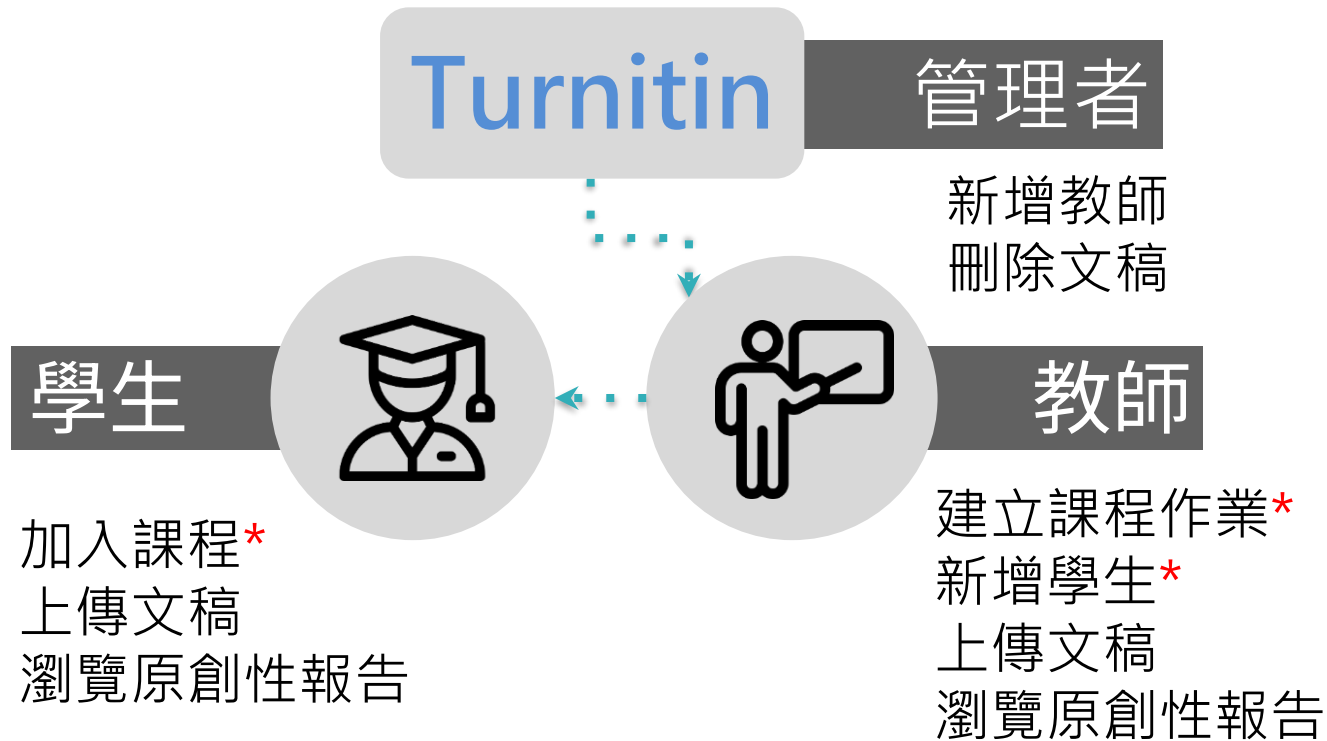 Turnitin
管理者
新增教師
刪除文稿
學生
加入課程*
上傳文稿
瀏覽原創性報告
教師
建立課程作業*
新增學生*
上傳文稿
瀏覽原創性報告